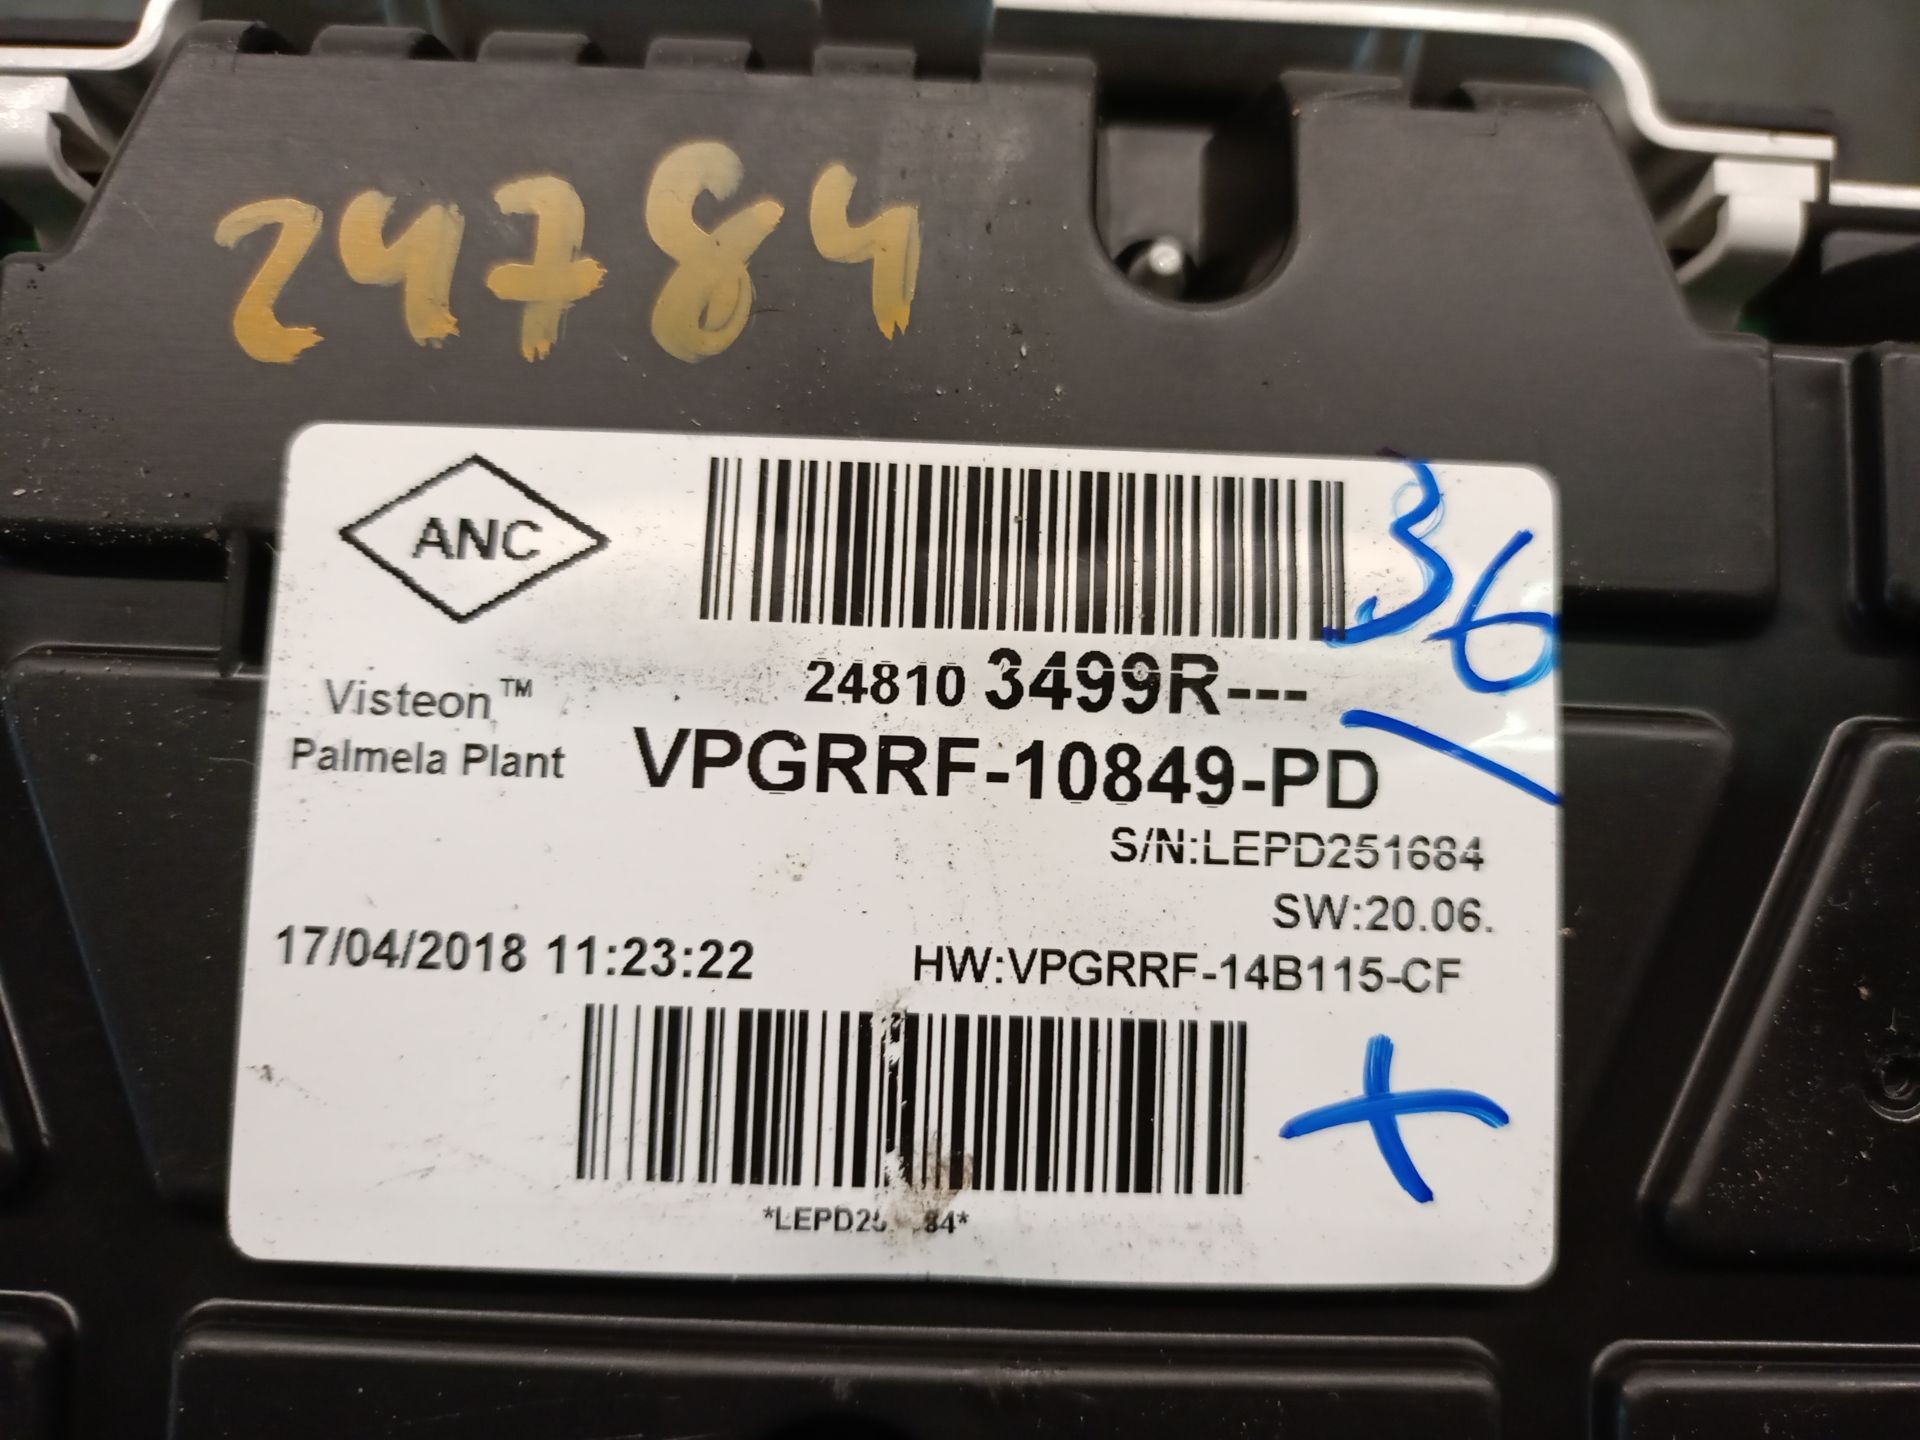 24784
ANC
36
24810 3499R---
Visteon™
VPGRRF-10849-PD
Palmela Plant
S/N:LEPD251684
SW:20.06.
17/04/2018 11:23:22
HW:VPGRRF-14B115-CF